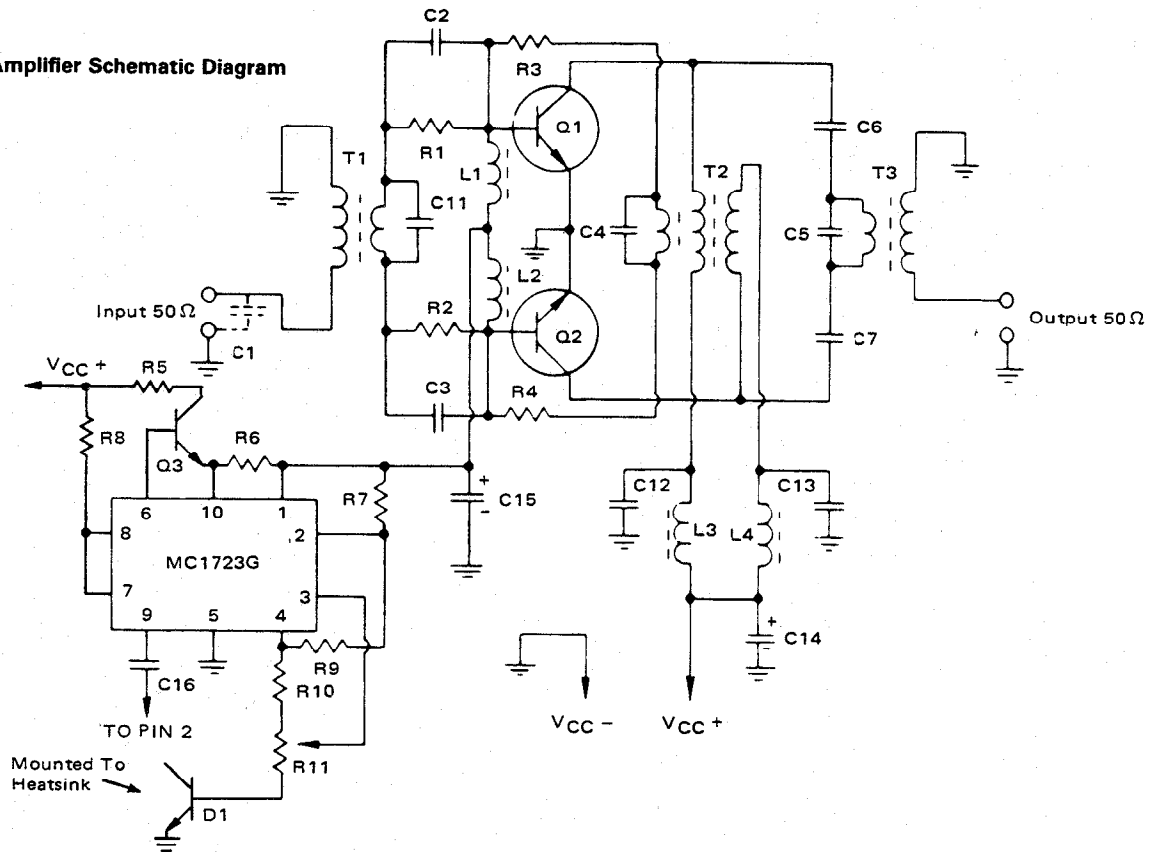 Amplifier Schematic Diagram
C2
R3
Q1
R1
L1
T1
C11
C4
T2
C6
C5
T3
L2
R2
Q2
C7
Input 50Ω
C1
Output 50Ω
VCC+
R5
R8
Q3
R6
C3
R4
R7
C15
C12
C13
L3
L4
6
10
1
8
2
MC1723G
7
3
9
5
4
R9
C16
R10
C14
TO PIN 2
VCC−
VCC+
Mounted To
Heatsink
R11
D1
+
-
+
-